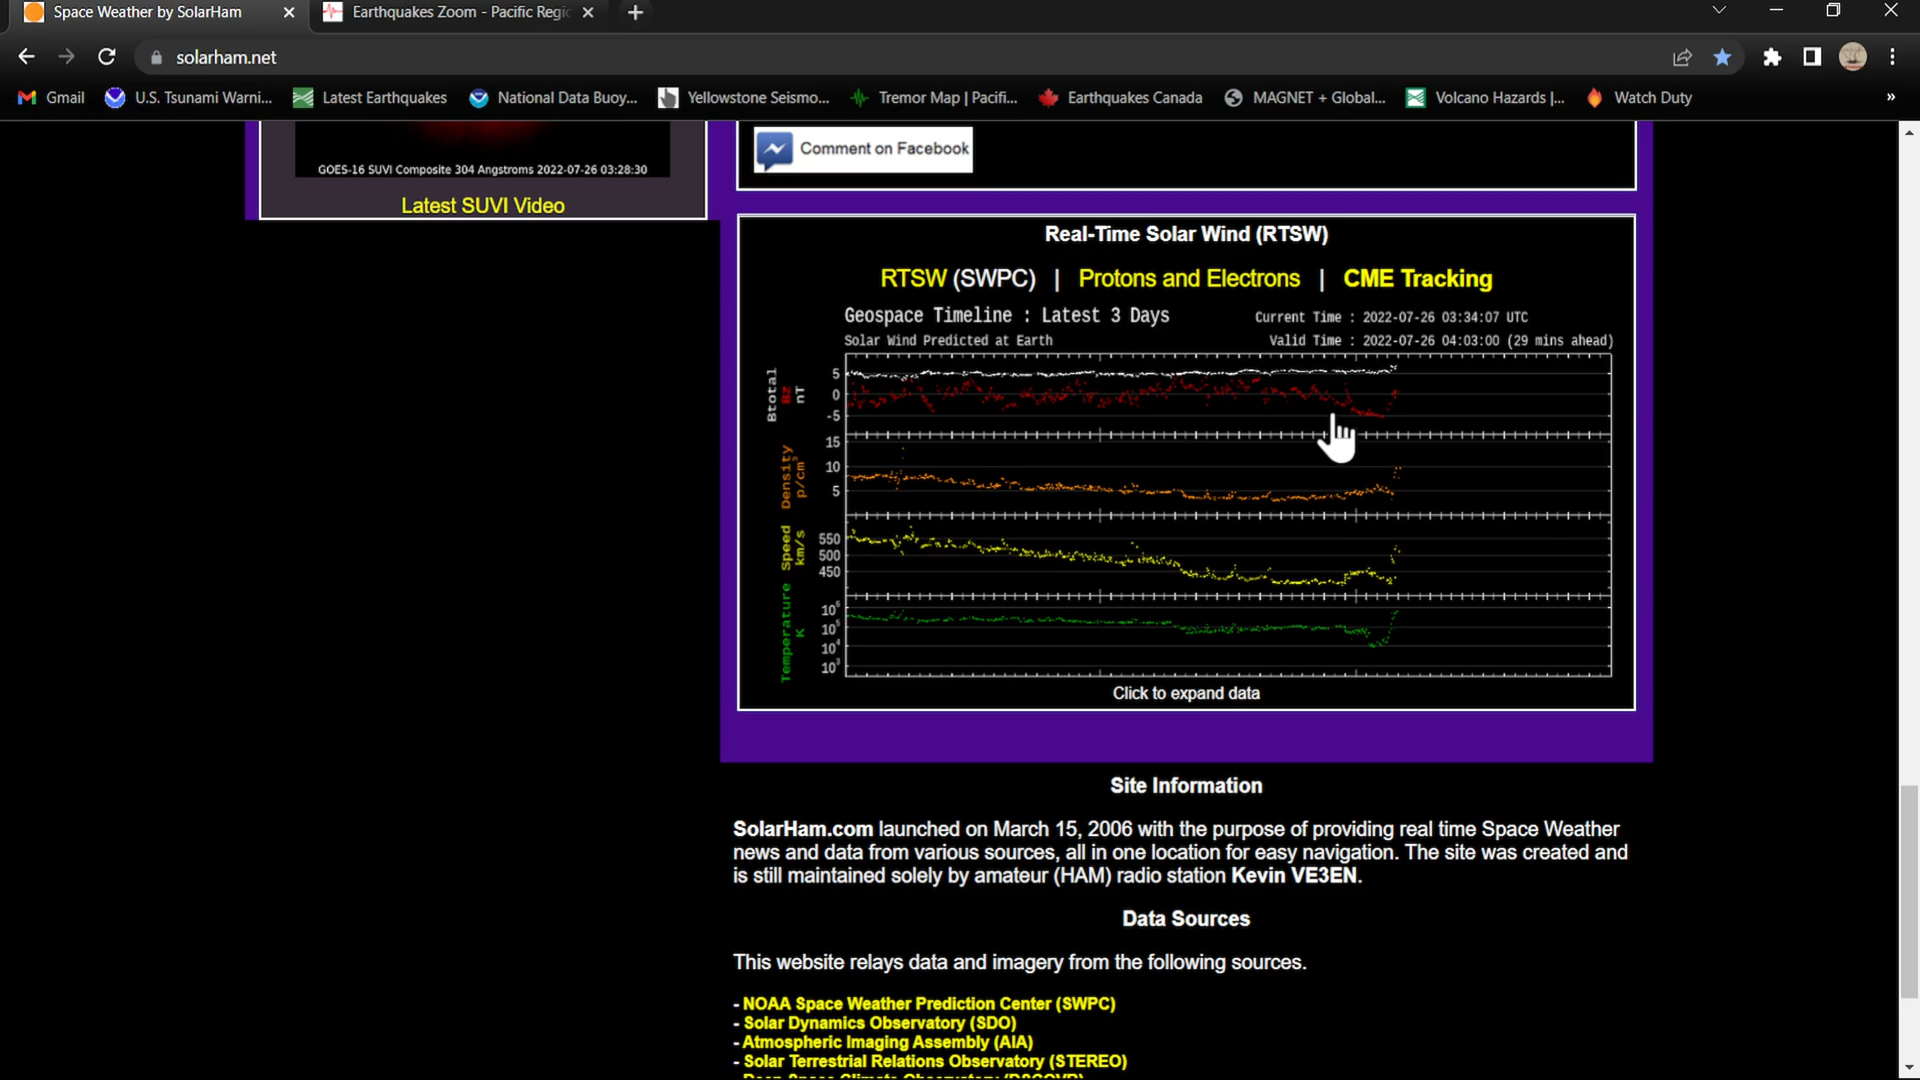 Space Weather by SolarHam
Earthquakes Zoom - Pacific Regi
solarham.net
Gmail
U.S. Tsunami Warni...
Latest Earthquakes
National Data Buoy...
Yellowstone Seismo...
Tremor Map | Pacifi...
Earthquakes Canada
MAGNET + Global...
Volcano Hazards |...
Watch Duty
»
GOES-16 SUVI Composite 304 Angstroms 2022-07-26 03:28:30
Latest SUVI Video
Comment on Facebook
Real-Time Solar Wind (RTSW)
RTSW (SWPC) | Protons and Electrons | CME Tracking
Geospace Timeline : Latest 3 Days
Current Time : 2022-07-26 03:34:07 UTC
Solar Wind Predicted at Earth
Valid Time : 2022-07-26 04:03:00 (29 mins ahead)
Btotal
Bz
nT
5
0
-5
Density
p/cm³
15
10
5
Speed
km/s
550
500
450
Temperature
K
10⁶
10⁵
10⁴
10³
Click to expand data
Site Information
SolarHam.com launched on March 15, 2006 with the purpose of providing real time Space Weather
news and data from various sources, all in one location for easy navigation. The site was created and
is still maintained solely by amateur (HAM) radio station Kevin VE3EN.
Data Sources
This website relays data and imagery from the following sources.
- NOAA Space Weather Prediction Center (SWPC)
- Solar Dynamics Observatory (SDO)
- Atmospheric Imaging Assembly (AIA)
- Solar Terrestrial Relations Observatory (STEREO)